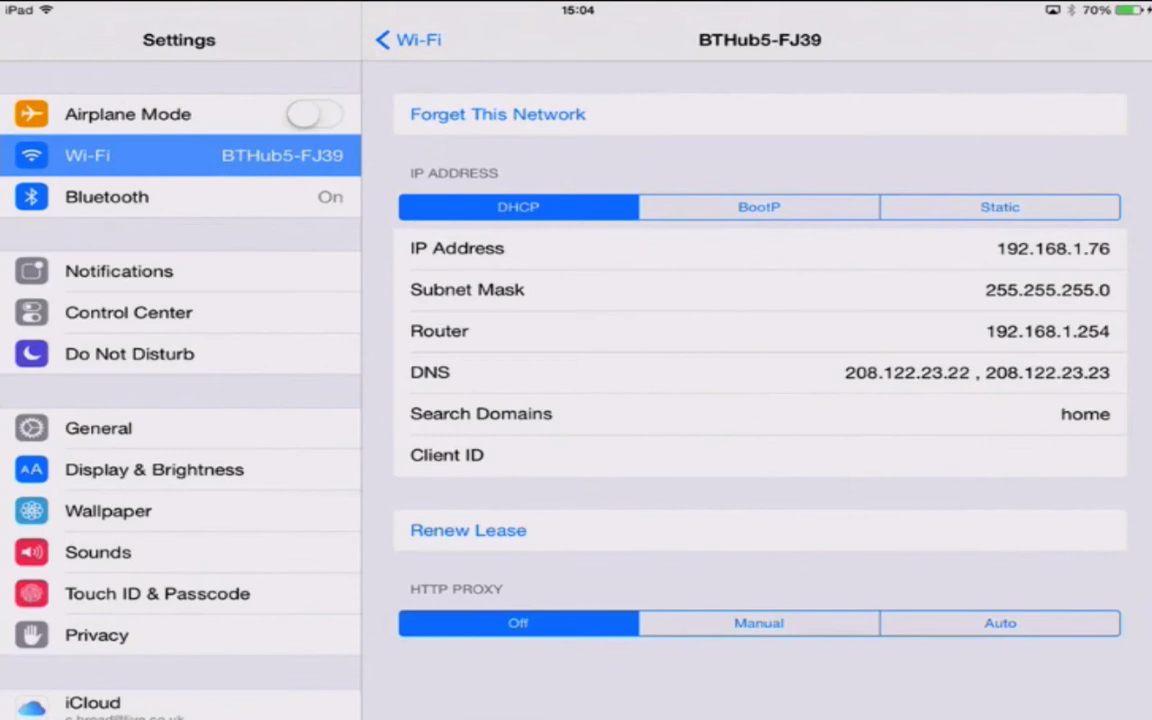 iPad 15:04 70%
Settings
Wi-Fi BTHub5-FJ39
Airplane Mode
Wi-Fi BTHub5-FJ39
Bluetooth On
Notifications
Control Center
Do Not Disturb
General
Display & Brightness
Wallpaper
Sounds
Touch ID & Passcode
Privacy
iCloud
Forget This Network
IP ADDRESS
DHCP BootP Static
IP Address 192.168.1.76
Subnet Mask 255.255.255.0
Router 192.168.1.254
DNS 208.122.23.22 , 208.122.23.23
Search Domains home
Client ID
Renew Lease
HTTP PROXY
Off Manual Auto